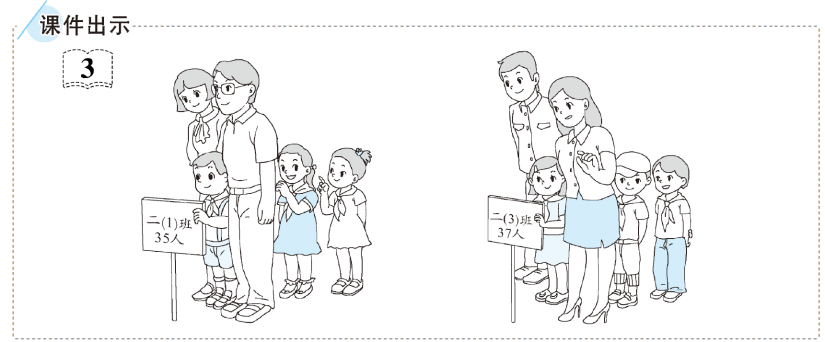 课件出示
3
二(1)班
35人
二(3)班
37人